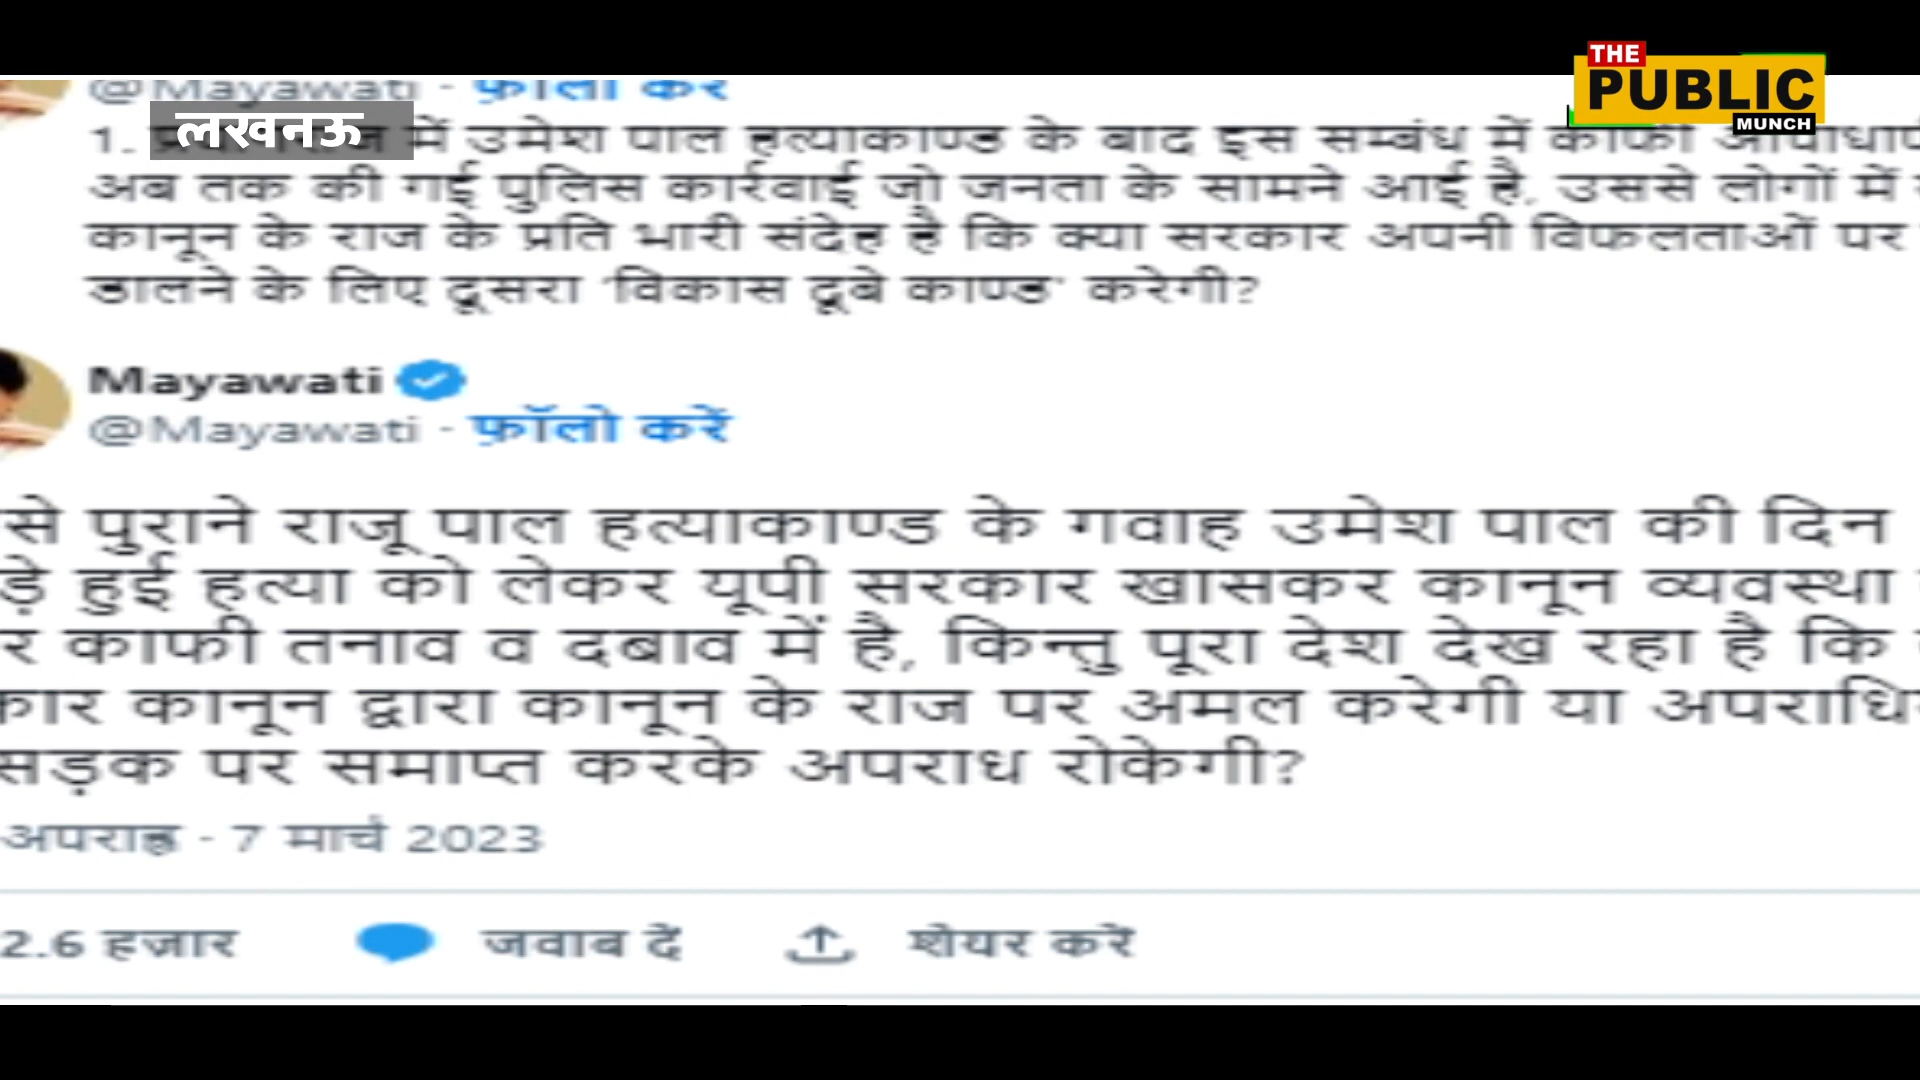 THE
PUBLIC
MUNCH
@Mayawati · फ़ॉलो करें
लखनऊ
1. में उमेश पाल हत्याकाण्ड के बाद इस सम्बंध में काफी
अब तक की गई पुलिस कार्रवाई जो जनता के सामने आई है, उससे लोगों में
कानून के राज के प्रति भारी संदेह है कि क्या सरकार अपनी विफलताओं पर
डालने के लिए दूसरा 'विकास दूबे काण्ड' करेगी?
Mayawati
@Mayawati · फ़ॉलो करें
से पुराने राजू पाल हत्याकाण्ड के गवाह उमेश पाल की दिन
ड़े हुई हत्या को लेकर यूपी सरकार खासकर कानून व्यवस्था
र काफी तनाव व दबाव में है, किन्तु पूरा देश देख रहा है कि
कार कानून द्वारा कानून के राज पर अमल करेगी या अपराधि
सड़क पर समाप्त करके अपराध रोकेगी?
अपराह्न · 7 मार्च 2023
2.6 हज़ार जवाब दें शेयर करें